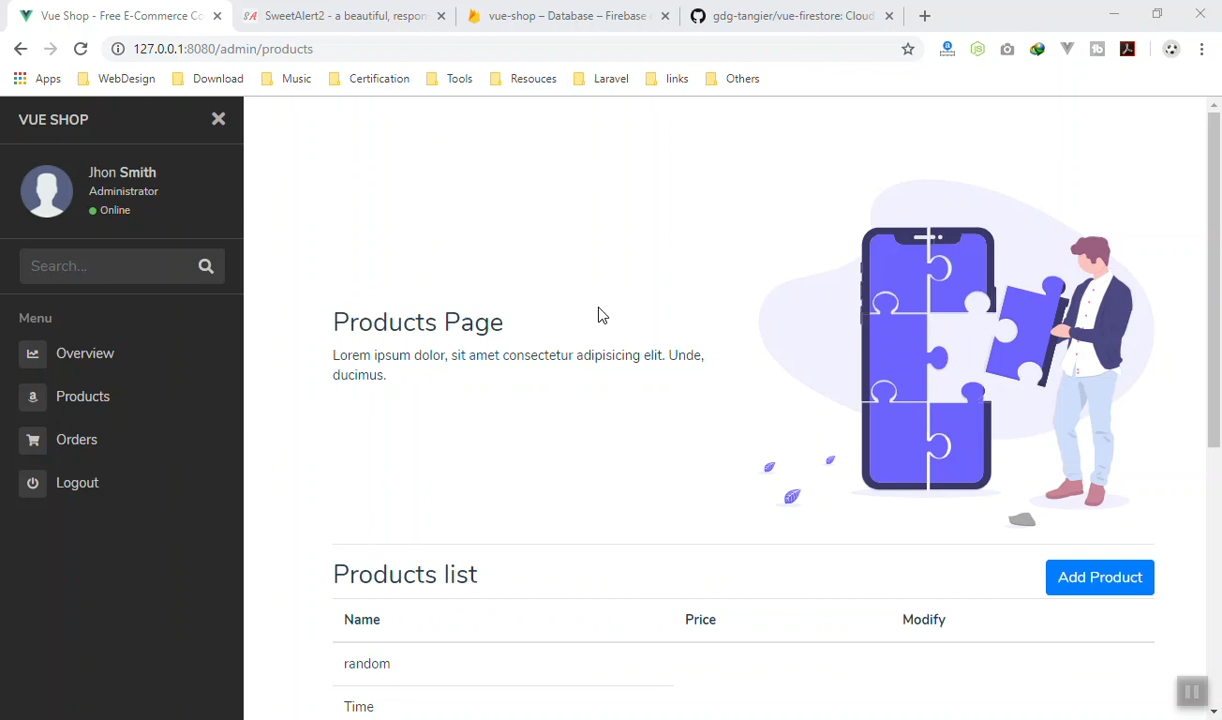 Vue Shop - Free E-Commerce Co
SweetAlert2 - a beautiful, respon
vue-shop – Database – Firebase
gdg-tangier/vue-firestore: Cloud
127.0.0.1:8080/admin/products
Apps
WebDesign
Download
Music
Certification
Tools
Resouces
Laravel
links
Others
VUE SHOP
Jhon Smith
Administrator
Online
Search...
Menu
Overview
Products
Orders
Logout
Products Page
Lorem ipsum dolor, sit amet consectetur adipisicing elit. Unde,
ducimus.
Products list
Add Product
Name Price Modify
random
Time